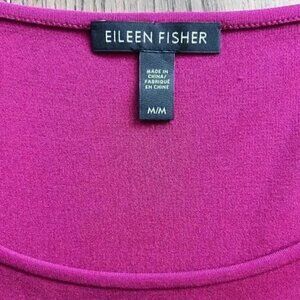 EILEEN FISHER
MADE IN
CHINA/
FABRIQUÉ
EN CHINE
M/M